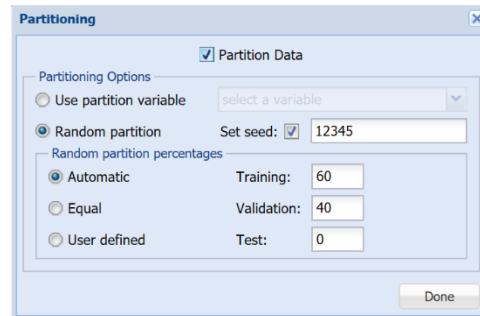 Partitioning
Partition Data
Partitioning Options
Use partition variable select a variable
Random partition Set seed: 12345
Random partition percentages
Automatic Training: 60
Equal Validation: 40
User defined Test: 0
Done